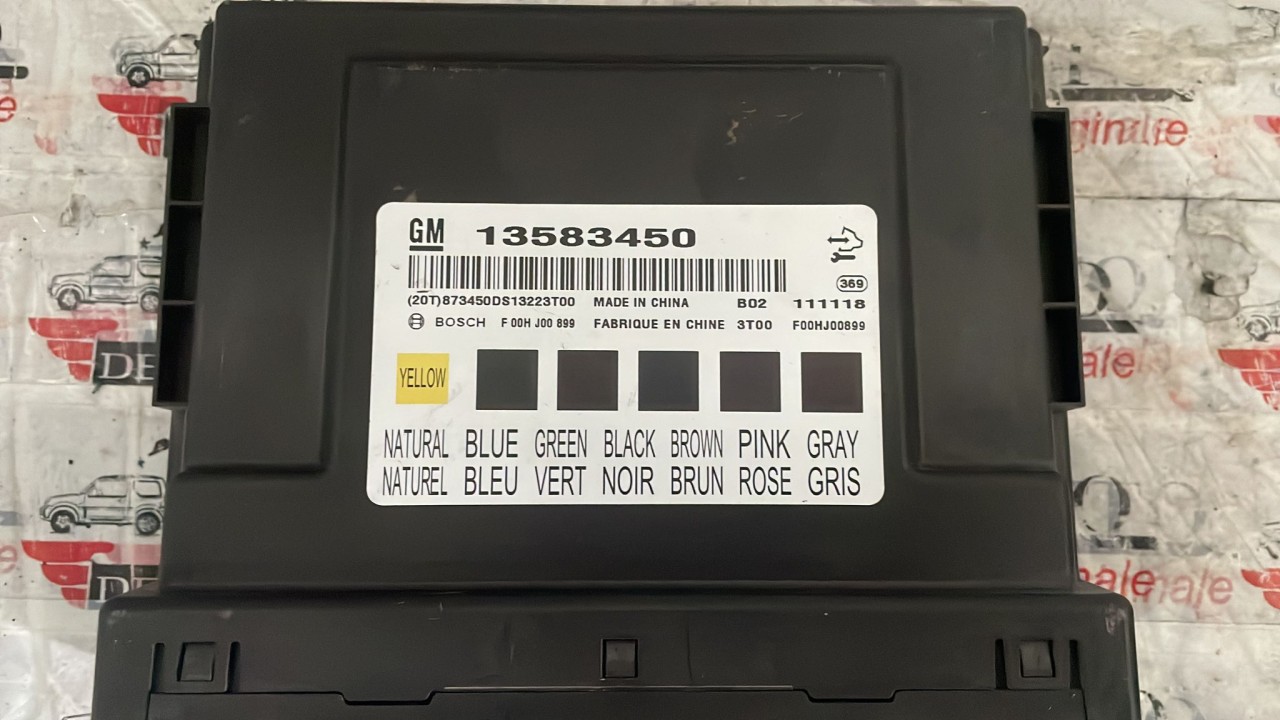 GM 13583450
369
(20T)873450DS13223T00 MADE IN CHINA B02 111118
BOSCH F 00H J00 899 FABRIQUE EN CHINE 3T00 F00HJ00899
YELLOW
NATURAL BLUE GREEN BLACK BROWN PINK GRAY
NATUREL BLEU VERT NOIR BRUN ROSE GRIS